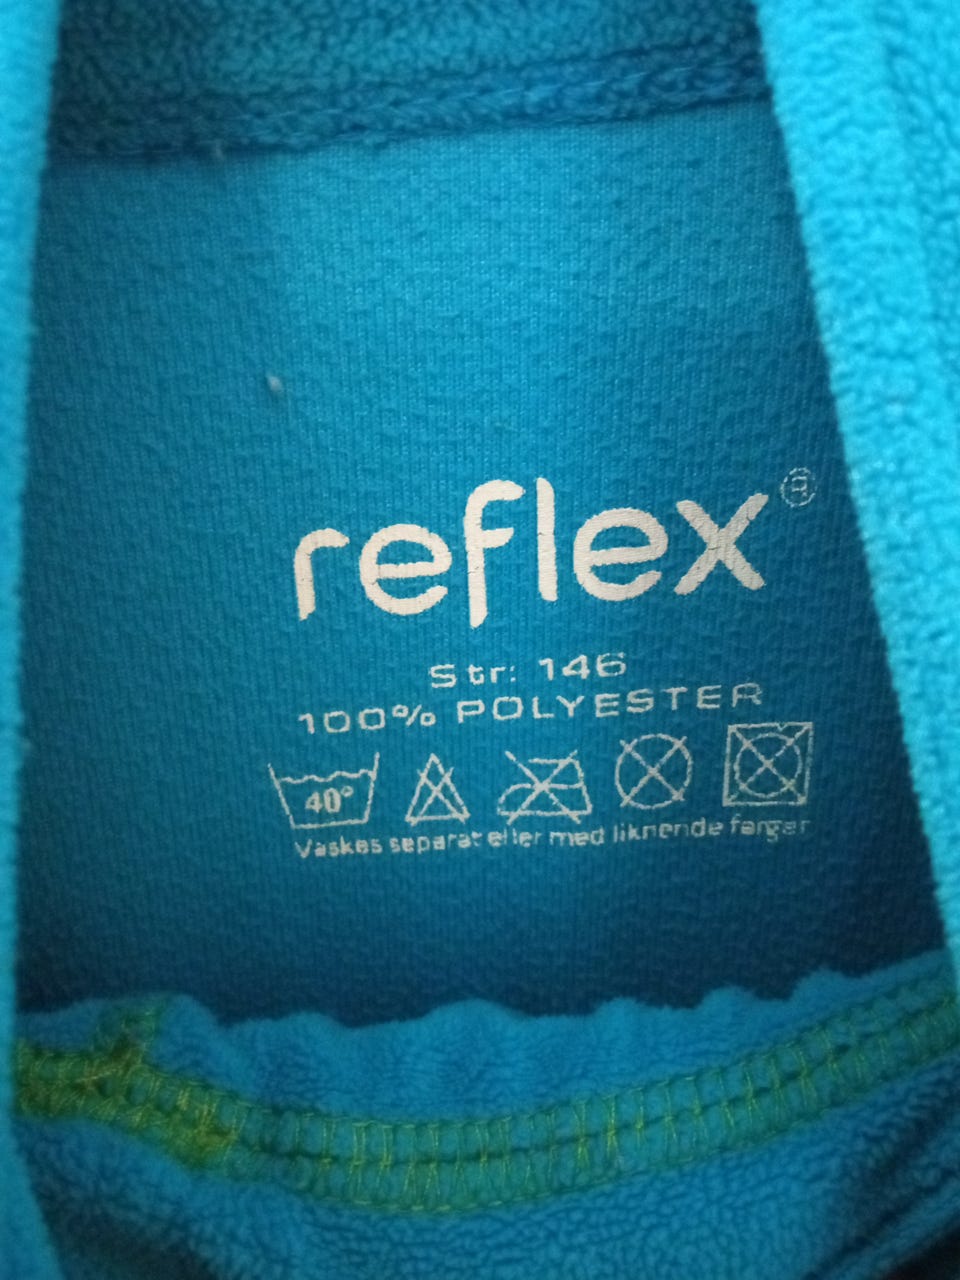 reflex®
Str: 146
100% POLYESTER
40°
Vaskes separat eller med liknende farger